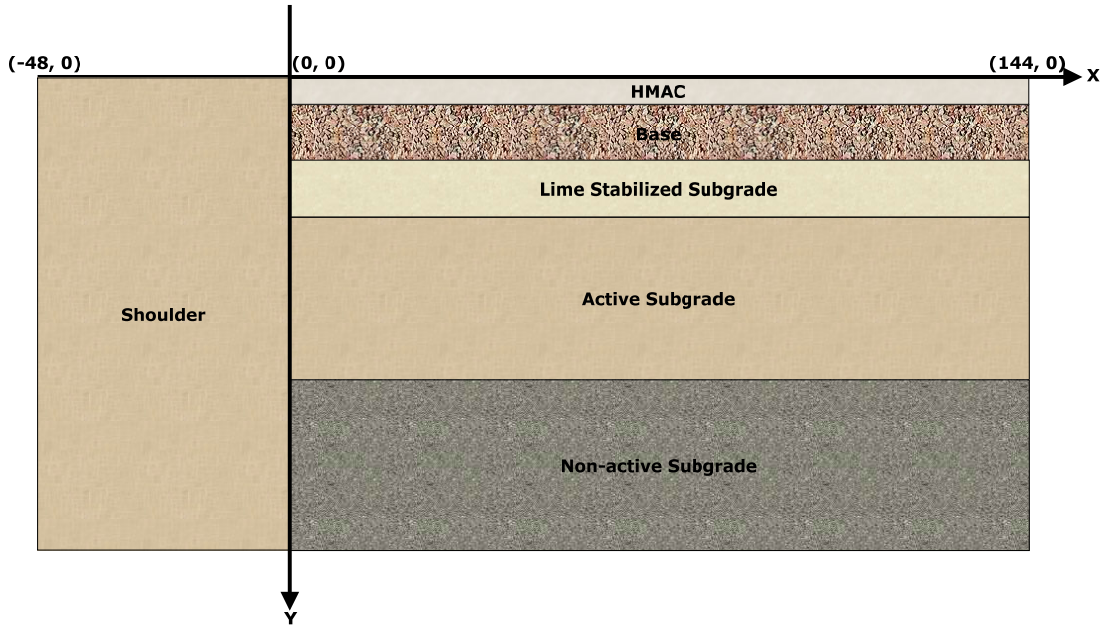 (-48, 0)
(0, 0)
(144, 0)
X
HMAC
Base
Lime Stabilized Subgrade
Active Subgrade
Shoulder
Non-active Subgrade
Y